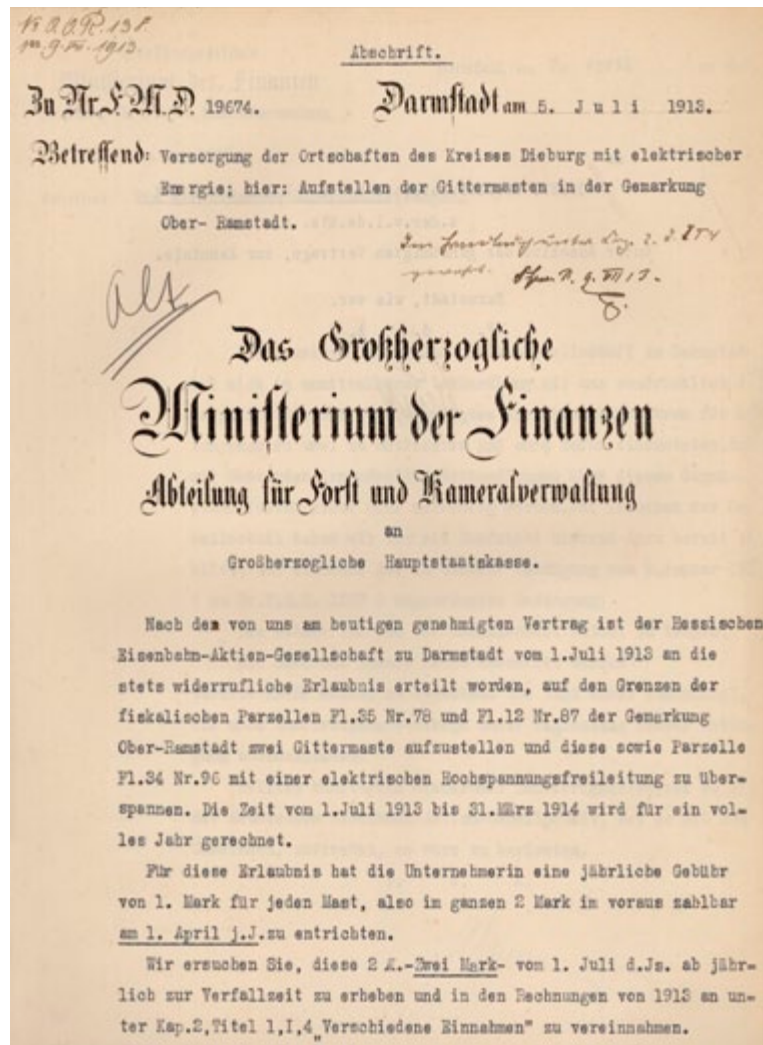 m. 9. VII. 1913.
Abschrift.
Zu Nr. F. M. D. 19674. Darmstadt am 5. Juli 1913.
Betreffend: Versorgung der Ortschaften des Kreises Dieburg mit elektrischer
Energie; hier: Aufstellen der Gittermasten in der Gemarkung
Ober- Ramstadt.
9. VII 13.
Alt
Das Großherzogliche
Ministerium der Finanzen
Abteilung für Forst und Kameralverwaltung
an
Großherzogliche Hauptstaatskasse.
Nach dem von uns am heutigen genehmigten Vertrag ist der Hessischen
Eisenbahn-Aktien-Gesellschaft zu Darmstadt vom 1.Juli 1913 an die
stets widerrufliche Erlaubnis erteilt worden, auf den Grenzen der
fiskalischen Parzellen Fl.35 Nr.78 und Fl.12 Nr.87 der Gemarkung
Ober-Ramstadt zwei Gittermaste aufzustellen und diese sowie Parzelle
Fl.34 Nr.96 mit einer elektrischen Hochspannungsfreileitung zu über-
spannen. Die Zeit von 1.Juli 1913 bis 31.März 1914 wird für ein vol-
les Jahr gerechnet.
Für diese Erlaubnis hat die Unternehmerin eine jährliche Gebühr
von 1. Mark für jeden Mast, also im ganzen 2 Mark im voraus zahlbar
am 1. April j.J. zu entrichten.
Wir ersuchen Sie, diese 2 M.-Zwei Mark- vom 1. Juli d.Js. ab jähr-
lich zur Verfallzeit zu erheben und in den Rechnungen von 1913 an un-
ter Kap.2,Titel 1,I,4 „Verschiedene Einnahmen" zu vereinnahmen.